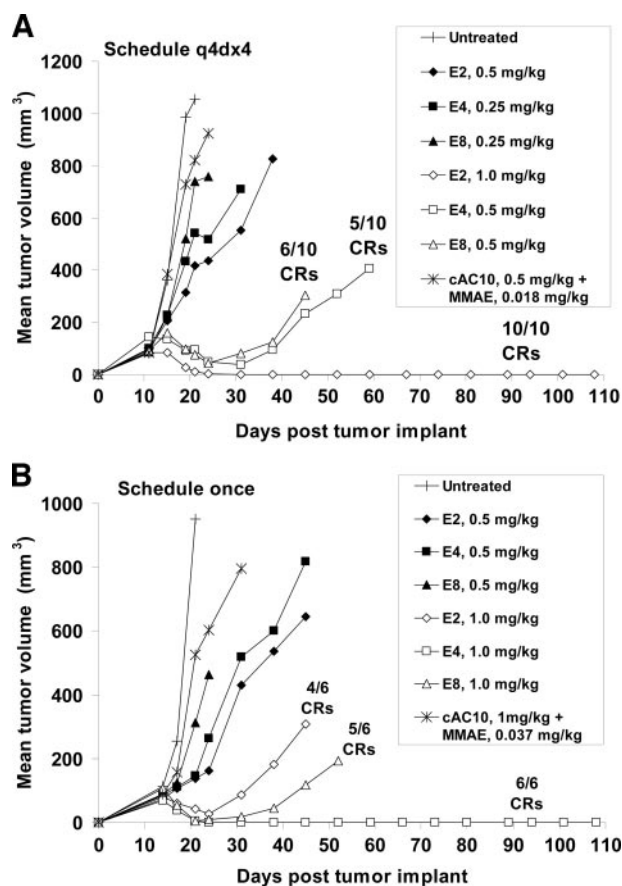 A
Schedule q4dx4
Mean tumor volume (mm 3)
1200
1000
800
600
400
200
0
0 10 20 30 40 50 60 70 80 90 100 110
Days post tumor implant
6/10
CRs
5/10
CRs
10/10
CRs
Untreated
E2, 0.5 mg/kg
E4, 0.25 mg/kg
E8, 0.25 mg/kg
E2, 1.0 mg/kg
E4, 0.5 mg/kg
E8, 0.5 mg/kg
cAC10, 0.5 mg/kg +
MMAE, 0.018 mg/kg
B
Schedule once
Mean tumor volume (mm 3)
1000
800
600
400
200
0
0 10 20 30 40 50 60 70 80 90 100 110
Days post tumor implant
4/6
CRs
5/6
CRs
6/6
CRs
Untreated
E2, 0.5 mg/kg
E4, 0.5 mg/kg
E8, 0.5 mg/kg
E2, 1.0 mg/kg
E4, 1.0 mg/kg
E8, 1.0 mg/kg
cAC10, 1mg/kg +
MMAE, 0.037 mg/kg